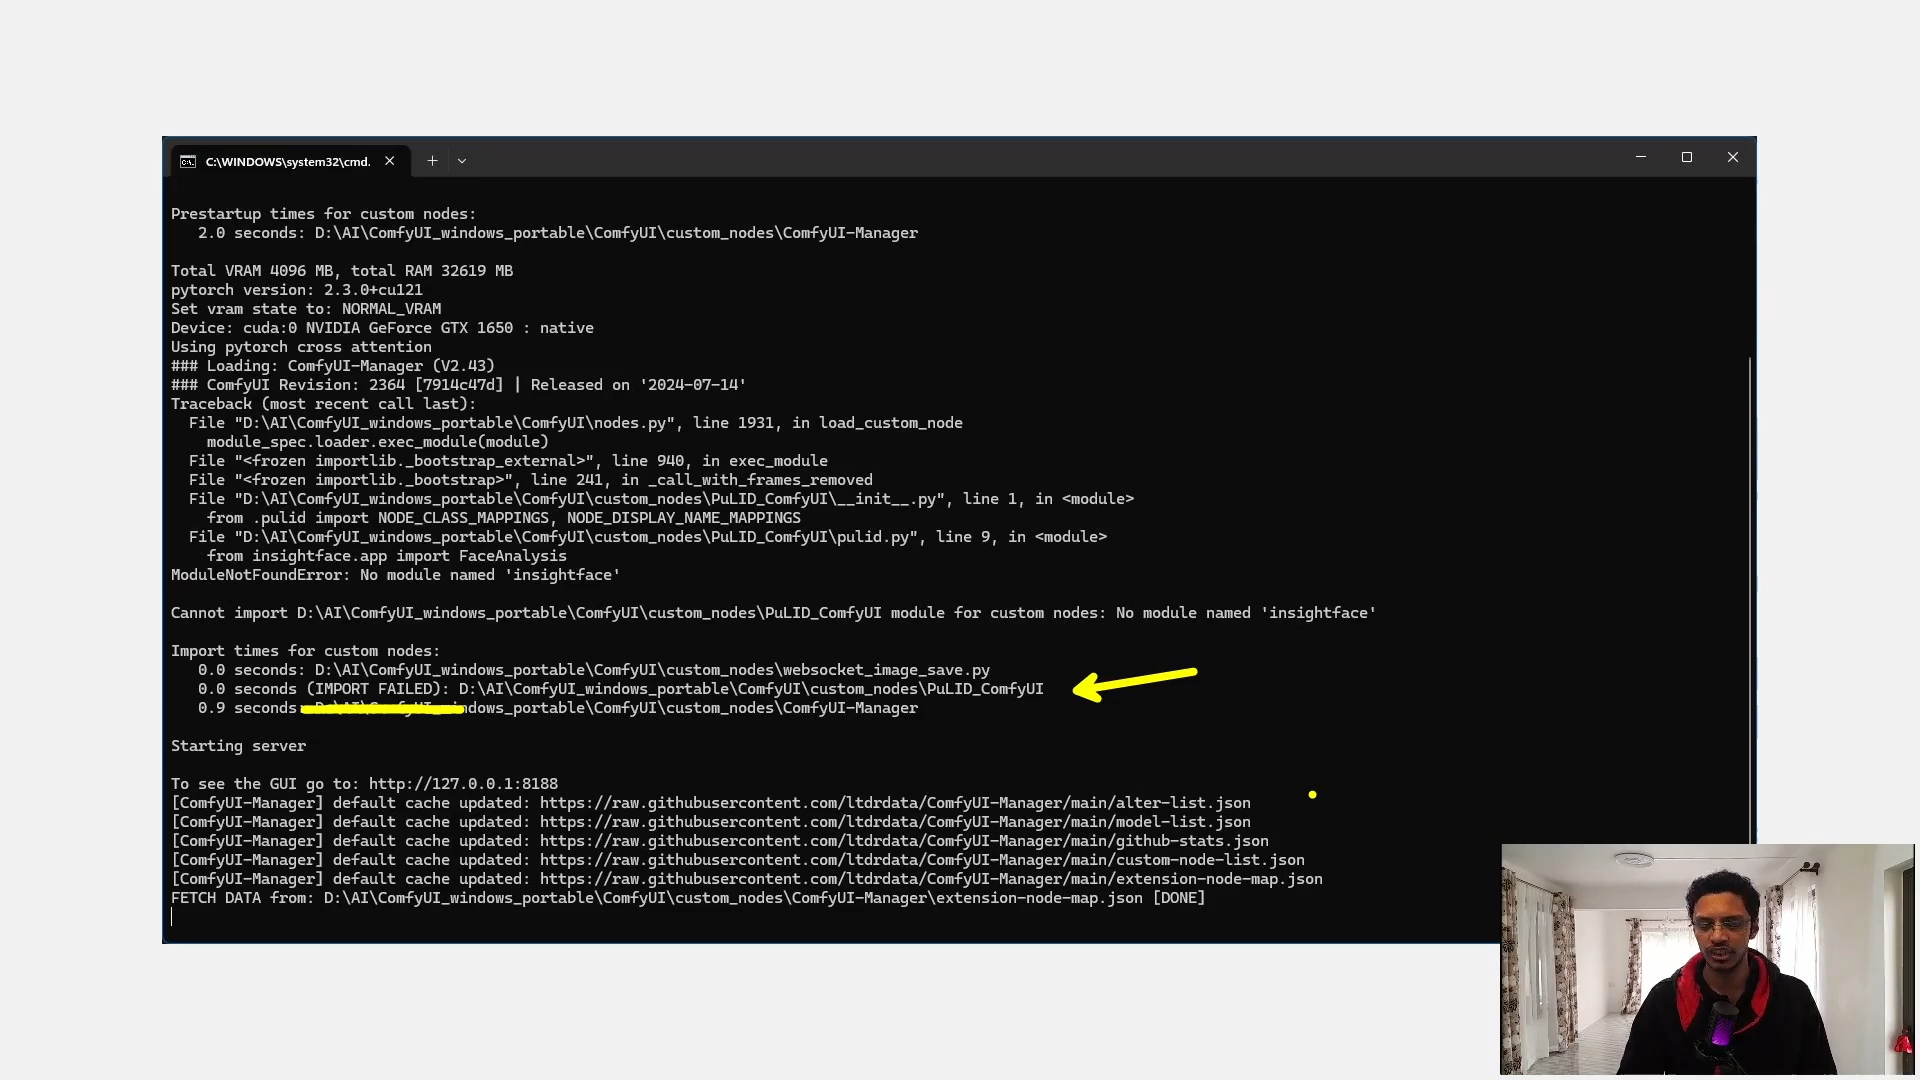 C:\WINDOWS\system32\cmd.
Prestartup times for custom nodes:
2.0 seconds: D:\AI\ComfyUI_windows_portable\ComfyUI\custom_nodes\ComfyUI-Manager
Total VRAM 4096 MB, total RAM 32619 MB
pytorch version: 2.3.0+cu121
Set vram state to: NORMAL_VRAM
Device: cuda:0 NVIDIA GeForce GTX 1650 : native
Using pytorch cross attention
### Loading: ComfyUI-Manager (V2.43)
### ComfyUI Revision: 2364 [7914c47d] | Released on '2024-07-14'
Traceback (most recent call last):
File "D:\AI\ComfyUI_windows_portable\ComfyUI\nodes.py", line 1931, in load_custom_node
module_spec.loader.exec_module(module)
File "<frozen importlib._bootstrap_external>", line 940, in exec_module
File "<frozen importlib._bootstrap>", line 241, in _call_with_frames_removed
File "D:\AI\ComfyUI_windows_portable\ComfyUI\custom_nodes\PuLID_ComfyUI\__init__.py", line 1, in <module>
from .pulid import NODE_CLASS_MAPPINGS, NODE_DISPLAY_NAME_MAPPINGS
File "D:\AI\ComfyUI_windows_portable\ComfyUI\custom_nodes\PuLID_ComfyUI\pulid.py", line 9, in <module>
from insightface.app import FaceAnalysis
ModuleNotFoundError: No module named 'insightface'
Cannot import D:\AI\ComfyUI_windows_portable\ComfyUI\custom_nodes\PuLID_ComfyUI module for custom nodes: No module named 'insightface'
Import times for custom nodes:
0.0 seconds: D:\AI\ComfyUI_windows_portable\ComfyUI\custom_nodes\websocket_image_save.py
0.0 seconds (IMPORT FAILED): D:\AI\ComfyUI_windows_portable\ComfyUI\custom_nodes\PuLID_ComfyUI
0.9 seconds: D:\AI\ComfyUI_windows_portable\ComfyUI\custom_nodes\ComfyUI-Manager
Starting server
To see the GUI go to: http://127.0.0.1:8188
[ComfyUI-Manager] default cache updated: https://raw.githubusercontent.com/ltdrdata/ComfyUI-Manager/main/alter-list.json
[ComfyUI-Manager] default cache updated: https://raw.githubusercontent.com/ltdrdata/ComfyUI-Manager/main/model-list.json
[ComfyUI-Manager] default cache updated: https://raw.githubusercontent.com/ltdrdata/ComfyUI-Manager/main/github-stats.json
[ComfyUI-Manager] default cache updated: https://raw.githubusercontent.com/ltdrdata/ComfyUI-Manager/main/custom-node-list.json
[ComfyUI-Manager] default cache updated: https://raw.githubusercontent.com/ltdrdata/ComfyUI-Manager/main/extension-node-map.json
FETCH DATA from: D:\AI\ComfyUI_windows_portable\ComfyUI\custom_nodes\ComfyUI-Manager\extension-node-map.json [DONE]